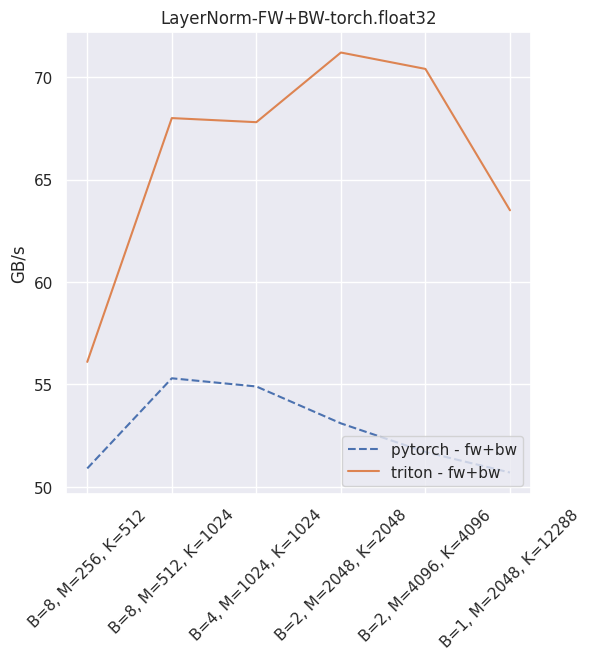 LayerNorm-FW+BW-torch.float32
GB/s
70
65
60
55
50
pytorch - fw+bw
triton - fw+bw
B=8, M=256, K=512
B=8, M=512, K=1024
B=4, M=1024, K=1024
B=2, M=2048, K=2048
B=2, M=4096, K=4096
B=1, M=2048, K=12288